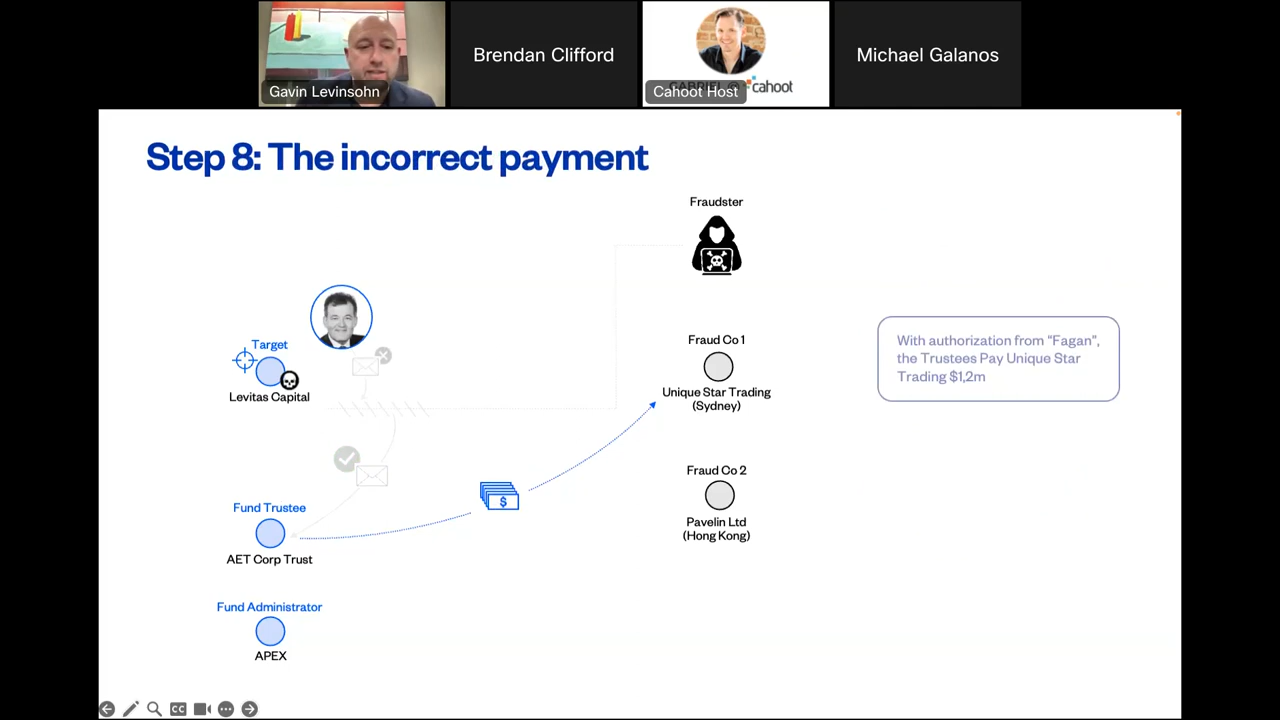 Gavin Levinsohn
Brendan Clifford
Cahoot Host
cahoot
Michael Galanos
Step 8: The incorrect payment
Fraudster
Target
Levitas Capital
Fraud Co 1
Unique Star Trading
(Sydney)
With authorization from “Fagan”,
the Trustees Pay Unique Star
Trading $1,2m
$
Fraud Co 2
Pavelin Ltd
(Hong Kong)
Fund Trustee
AET Corp Trust
Fund Administrator
APEX
CC